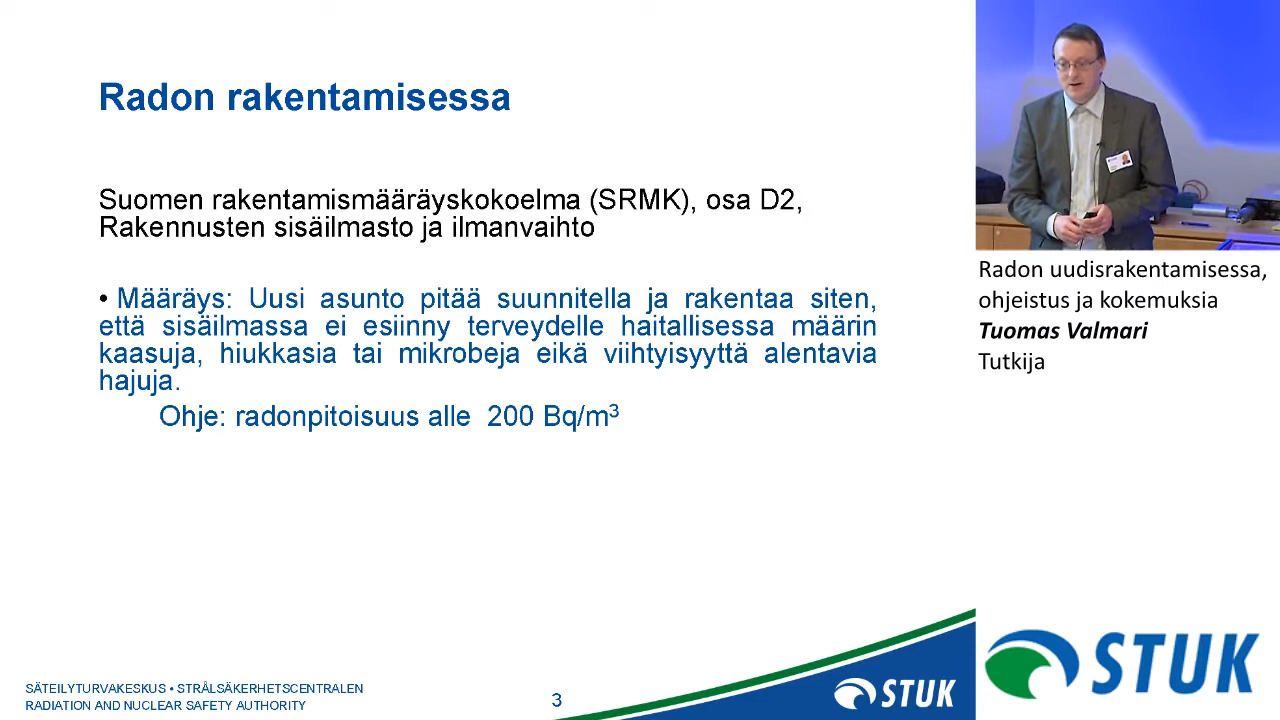 Radon rakentamisessa
Suomen rakentamismääräyskokoelma (SRMK), osa D2,
Rakennusten sisäilmasto ja ilmanvaihto
• Määräys: Uusi asunto pitää suunnitella ja rakentaa siten,
että sisäilmassa ei esiinny terveydelle haitallisessa määrin
kaasuja, hiukkasia tai mikrobeja eikä viihtyisyyttä alentavia
hajuja.
Ohje: radonpitoisuus alle 200 Bq/m³
Radon uudisrakentamisessa,
ohjeistus ja kokemuksia
Tuomas Valmari
Tutkija
SÄTEILYTURVAKESKUS • STRÅLSÄKERHETSCENTRALEN
RADIATION AND NUCLEAR SAFETY AUTHORITY
3
STUK
STUK